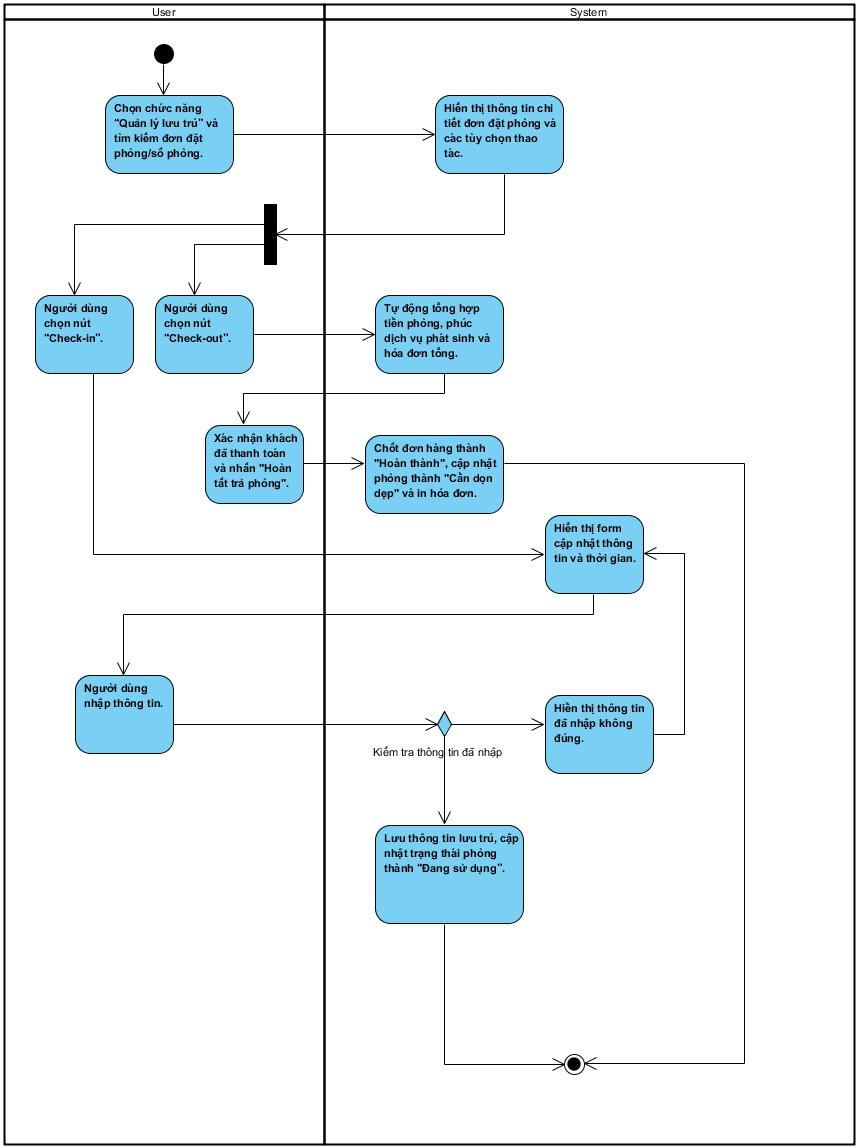 User
System
Chọn chức năng
"Quản lý lưu trú" và
tìm kiếm đơn đặt
phòng/số phòng.
Hiển thị thông tin chi
tiết đơn đặt phòng và
các tùy chọn thao
tác.
Người dùng
chọn nút
"Check-in".
Người dùng
chọn nút
"Check-out".
Tự động tổng hợp
tiền phòng, phúc
dịch vụ phát sinh và
hóa đơn tổng.
Xác nhận khách
đã thanh toán
và nhấn "Hoàn
tất trả phòng".
Chốt đơn hàng thành
"Hoàn thành", cập nhật
phòng thành "Cần dọn
dẹp" và in hóa đơn.
Hiển thị form
cập nhật thông
tin và thời gian.
Người dùng
nhập thông tin.
Kiểm tra thông tin đã nhập
Hiền thị thông tin
đã nhập không
đúng.
Lưu thông tin lưu trú, cập
nhật trạng thái phòng
thành "Đang sử dụng".